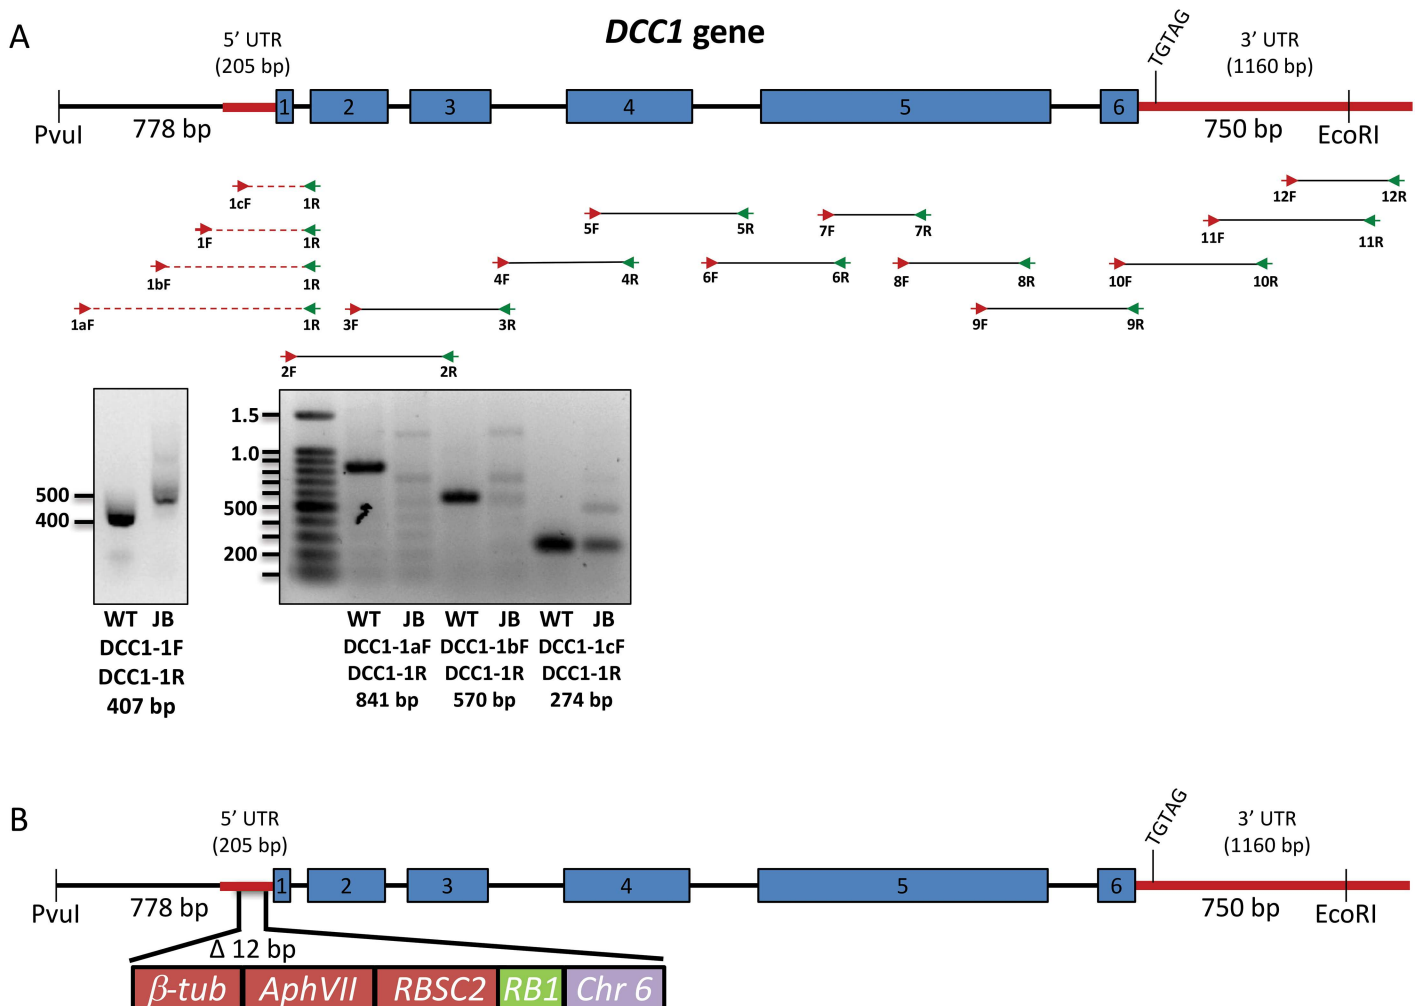 A
DCC1 gene
5’ UTR
(205 bp)
TGTAG
3’ UTR
(1160 bp)
1 2 3 4 5 6
PvuI 778 bp 750 bp EcoRI
1cF 1R
1F 1R
1bF 1R
1aF 1R
2F 2R
3F 3R
4F 4R
5F 5R
6F 6R
7F 7R
8F 8R
9F 9R
10F 10R
11F 11R
12F 12R
500
400
WT JB
DCC1-1F
DCC1-1R
407 bp
1.5
1.0
500
200
WT JB WT JB WT JB
DCC1-1aF DCC1-1bF DCC1-1cF
DCC1-1R DCC1-1R DCC1-1R
841 bp 570 bp 274 bp
B
5’ UTR
(205 bp)
TGTAG
3’ UTR
(1160 bp)
1 2 3 4 5 6
PvuI 778 bp 750 bp EcoRI
Δ 12 bp
β-tub AphVII RBSC2 RB1 Chr 6